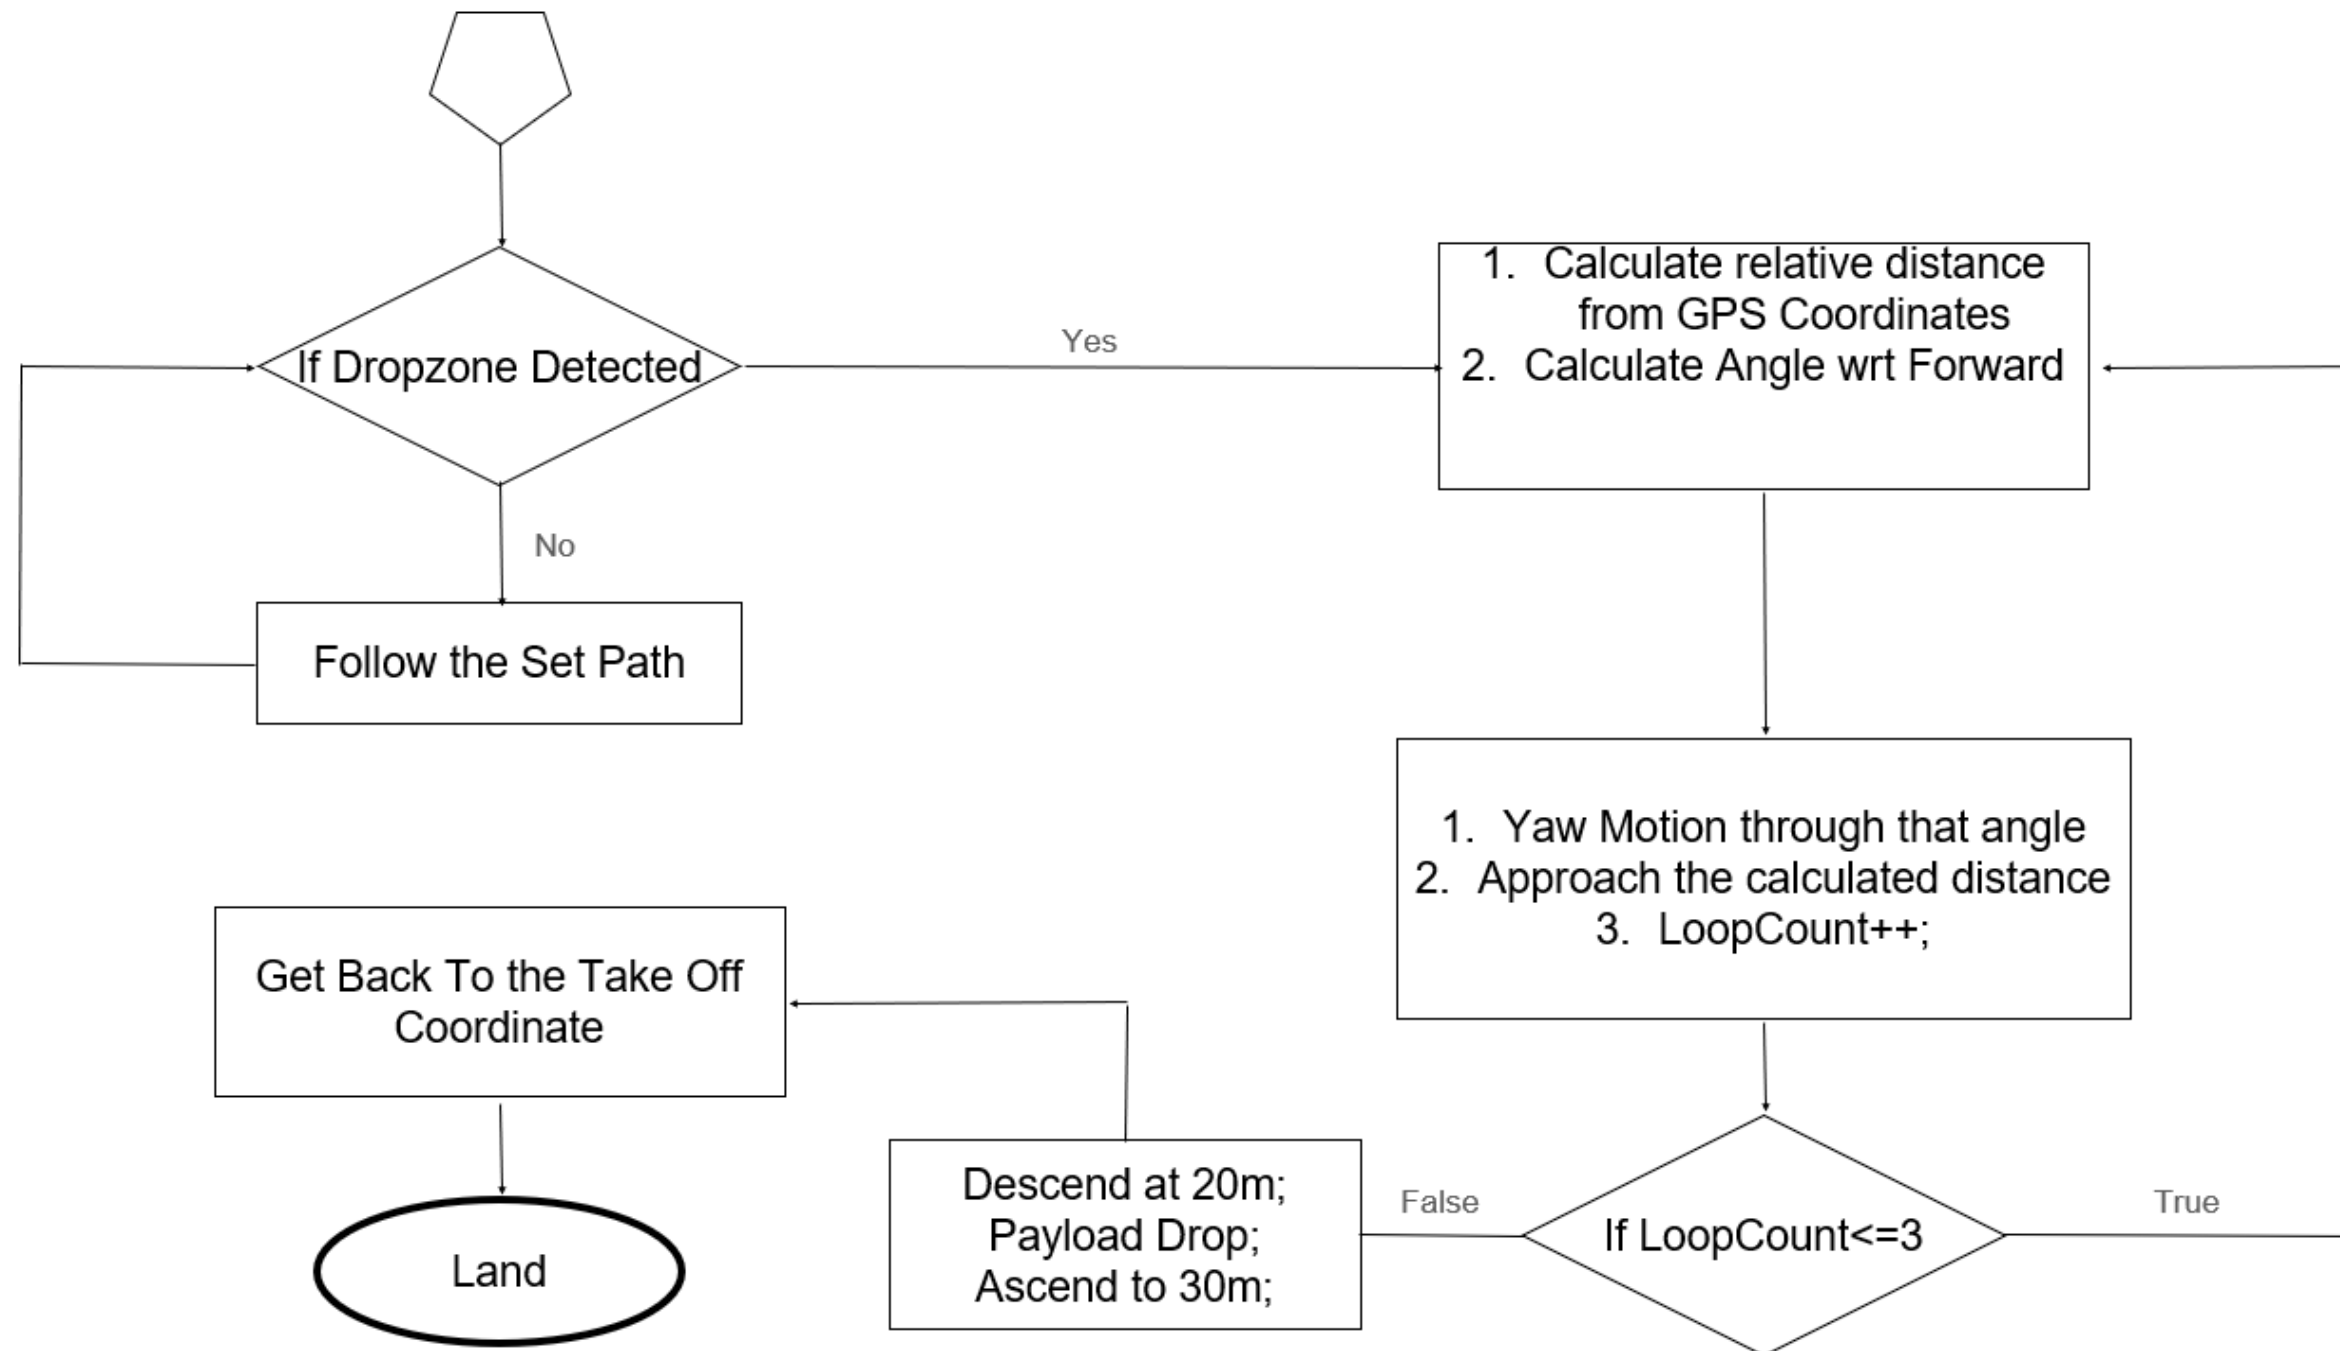 If Dropzone Detected
Yes
1. Calculate relative distance
from GPS Coordinates
2. Calculate Angle wrt Forward
No
Follow the Set Path
1. Yaw Motion through that angle
2. Approach the calculated distance
3. LoopCount++;
If LoopCount<=3
True
False
Descend at 20m;
Payload Drop;
Ascend to 30m;
Get Back To the Take Off
Coordinate
Land